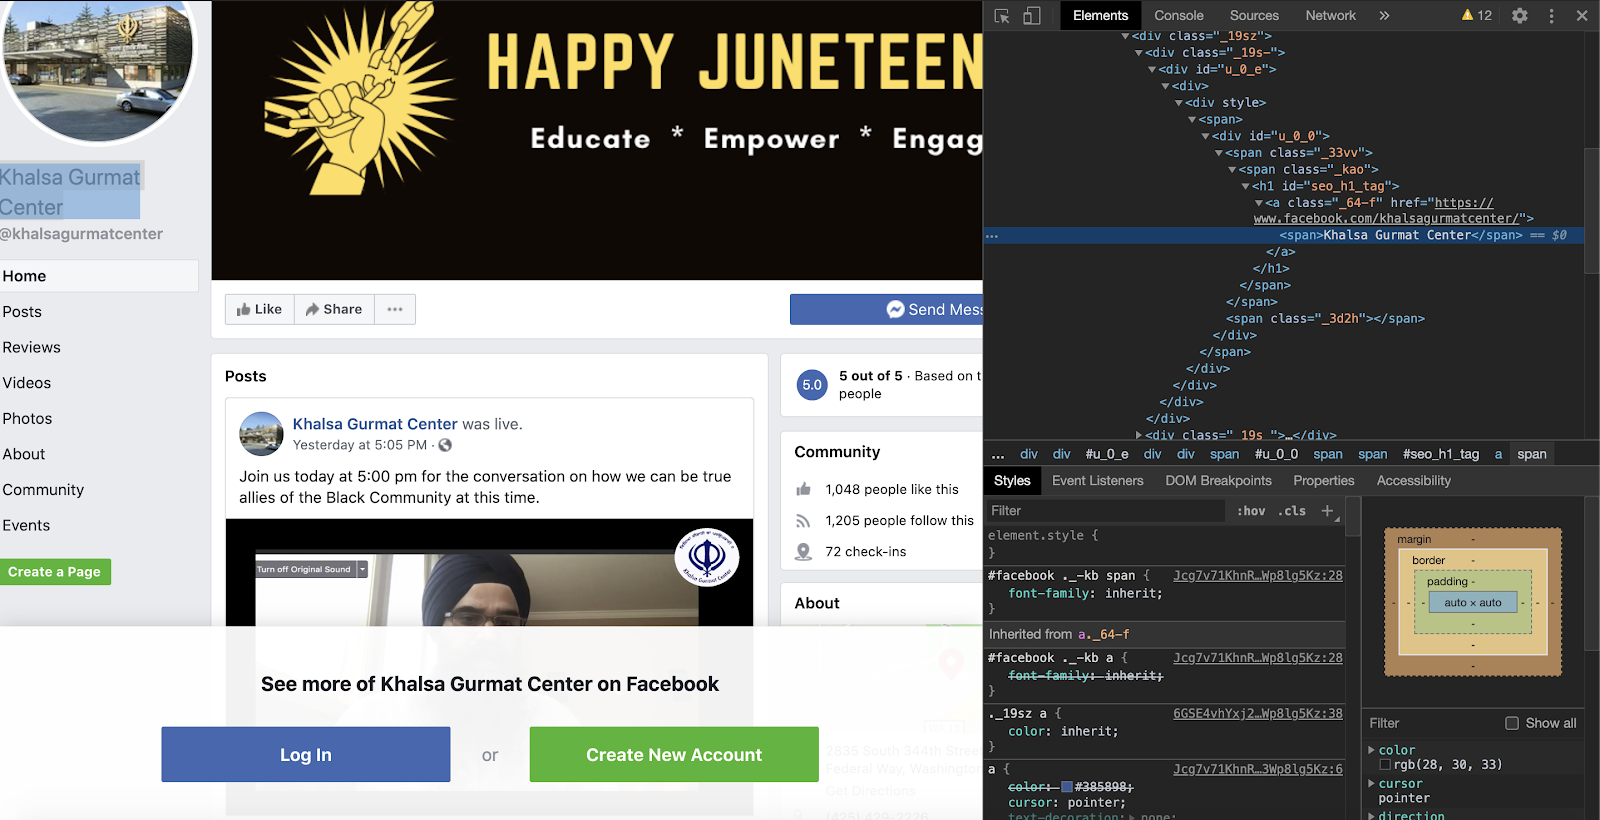 HAPPY JUNETEEN
Educate * Empower * Engag
Khalsa Gurmat
Center
@khalsagurmatcenter
Home
Posts
Reviews
Videos
Photos
About
Community
Events
Create a Page
Like
Share
Send Mess
Posts
Khalsa Gurmat Center was live.
Yesterday at 5:05 PM ·
Join us today at 5:00 pm for the conversation on how we can be true
allies of the Black Community at this time.
Turn off Original Sound
Khalsa Gurmat Center
5.0
5 out of 5 · Based on t
people
Community
1,048 people like this
1,205 people follow this
72 check-ins
About
2835 South 344th Street
Federal Way, Washington
Get Directions
(425) 429-2226
See more of Khalsa Gurmat Center on Facebook
Log In
or
Create New Account
Elements
Console
Sources
Network
»
12
<div class="_19sz">
<div class="_19s-">
<div id="u_0_e">
<div>
<div style>
<span>
<div id="u_0_0">
<span class="_33vv">
<span class="_kao">
<h1 id="seo_h1_tag">
<a class="_64-f" href="https://
www.facebook.com/khalsagurmatcenter/">
<span>Khalsa Gurmat Center</span> == $0
</a>
</h1>
</span>
</span>
<span class="_3d2h"></span>
</div>
</span>
</div>
</div>
</div>
</div>
<div class="_19s_">…</div>
... div div #u_0_e div div span #u_0_0 span span #seo_h1_tag a span
Styles Event Listeners DOM Breakpoints Properties Accessibility
Filter :hov .cls +
element.style {
}
#facebook ._-kb span { Jcg7v71KhnR…Wp8lg5Kz:28
font-family: inherit;
}
Inherited from a._64-f
#facebook ._-kb a { Jcg7v71KhnR…Wp8lg5Kz:28
font-family: inherit;
}
._19sz a { 6GSE4vhYxj2…Wp8lg5Kz:38
color: inherit;
}
a { Jcg7v71KhnR…3Wp8lg5Kz:6
color: #385898;
cursor: pointer;
text-decoration: none;
margin -
border -
padding -
auto × auto
Filter
Show all
color
rgb(28, 30, 33)
cursor
pointer
direction